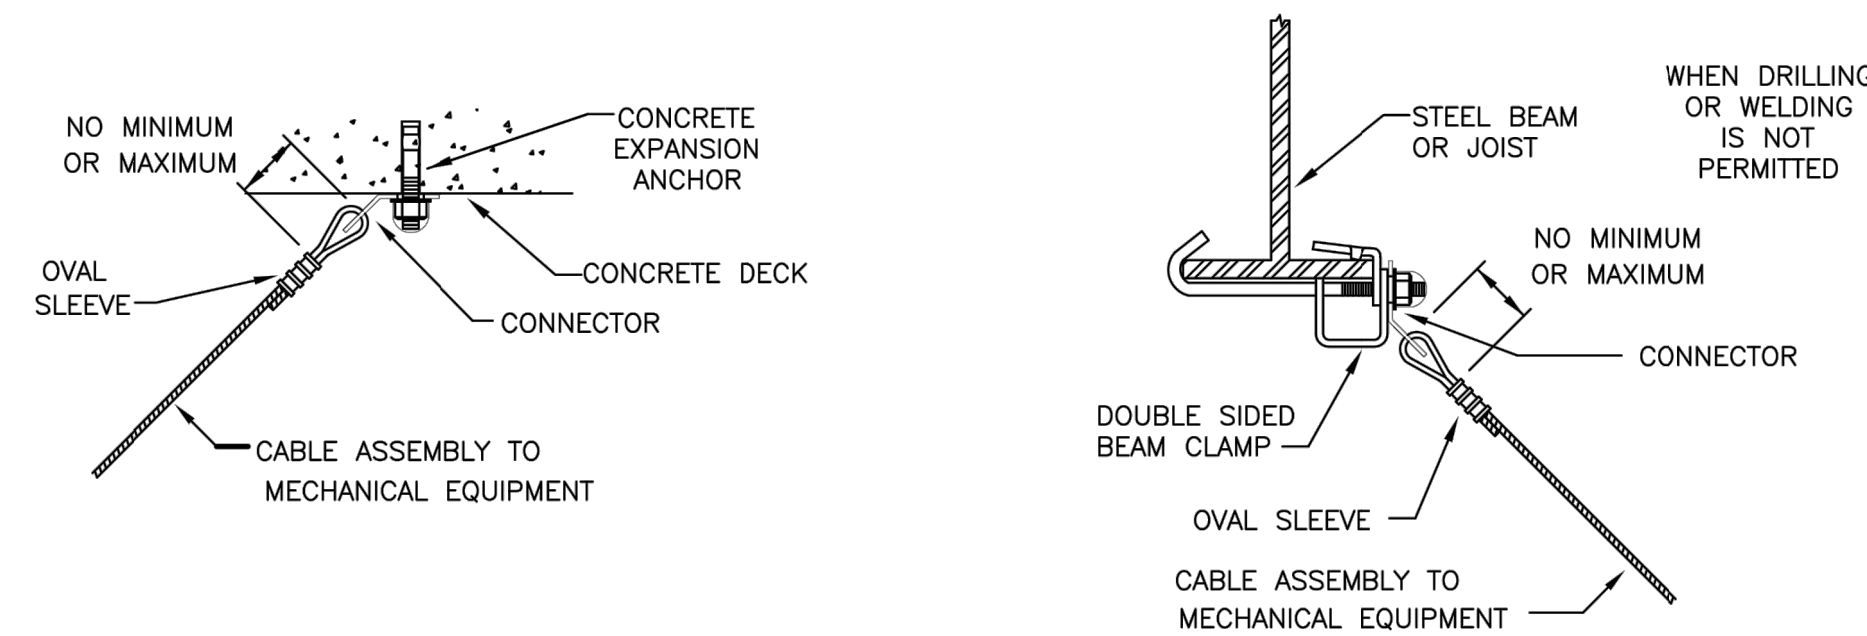 NO MINIMUM
OR MAXIMUM
CONCRETE
EXPANSION
ANCHOR
OVAL
SLEEVE
CONCRETE DECK
CONNECTOR
CABLE ASSEMBLY TO
MECHANICAL EQUIPMENT
STEEL BEAM
OR JOIST
WHEN DRILLING
OR WELDING
IS NOT
PERMITTED
NO MINIMUM
OR MAXIMUM
CONNECTOR
DOUBLE SIDED
BEAM CLAMP
OVAL SLEEVE
CABLE ASSEMBLY TO
MECHANICAL EQUIPMENT